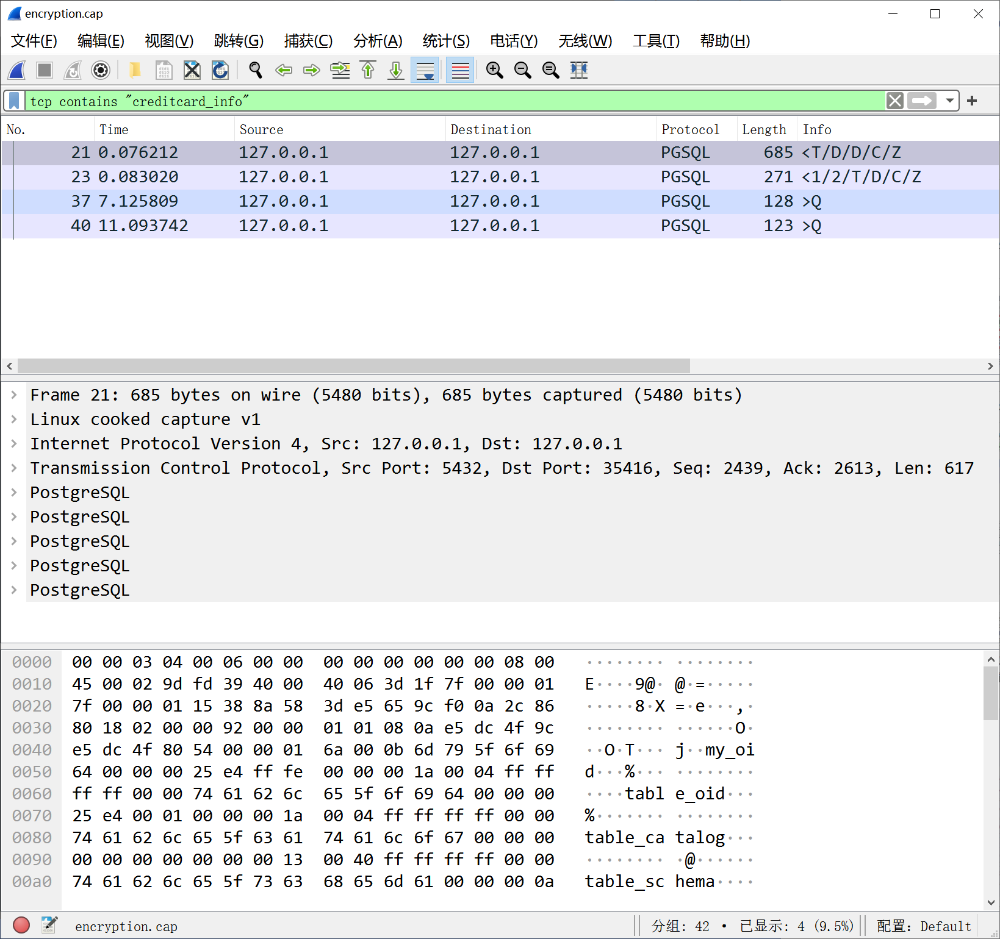 encryption.cap
文件(F) 编辑(E) 视图(V) 跳转(G) 捕获(C) 分析(A) 统计(S) 电话(Y) 无线(W) 工具(T) 帮助(H)
tcp contains "creditcard_info"
No. Time Source Destination Protocol Length Info
21 0.076212 127.0.0.1 127.0.0.1 PGSQL 685 <T/D/D/C/Z
23 0.083020 127.0.0.1 127.0.0.1 PGSQL 271 <1/2/T/D/C/Z
37 7.125809 127.0.0.1 127.0.0.1 PGSQL 128 >Q
40 11.093742 127.0.0.1 127.0.0.1 PGSQL 123 >Q
Frame 21: 685 bytes on wire (5480 bits), 685 bytes captured (5480 bits)
Linux cooked capture v1
Internet Protocol Version 4, Src: 127.0.0.1, Dst: 127.0.0.1
Transmission Control Protocol, Src Port: 5432, Dst Port: 35416, Seq: 2439, Ack: 2613, Len: 617
PostgreSQL
PostgreSQL
PostgreSQL
PostgreSQL
PostgreSQL
0000 00 00 03 04 00 06 00 00 00 00 00 00 00 00 08 00 ········ ········
0010 45 00 02 9d fd 39 40 00 40 06 3d 1f 7f 00 00 01 E····9@· @·=·····
0020 7f 00 00 01 15 38 8a 58 3d e5 65 9c f0 0a 2c 86 ·····8·X =·e···,·
0030 80 18 02 00 00 92 00 00 01 01 08 0a e5 dc 4f 9c ········ ······O·
0040 e5 dc 4f 80 54 00 00 01 6a 00 0b 6d 79 5f 6f 69 ··O·T··· j··my_oi
0050 64 00 00 00 25 e4 ff fe 00 00 00 1a 00 04 ff ff d···%··· ········
0060 ff ff 00 00 74 61 62 6c 65 5f 6f 69 64 00 00 00 ····tabl e_oid···
0070 25 e4 00 01 00 00 00 1a 00 04 ff ff ff ff 00 00 %······· ········
0080 74 61 62 6c 65 5f 63 61 74 61 6c 6f 67 00 00 00 table_ca talog···
0090 00 00 00 00 00 00 00 13 00 40 ff ff ff ff 00 00 ········ ·@······
00a0 74 61 62 6c 65 5f 73 63 68 65 6d 61 00 00 00 0a table_sc hema····
encryption.cap 分组: 42 · 已显示: 4 (9.5%) 配置: Default